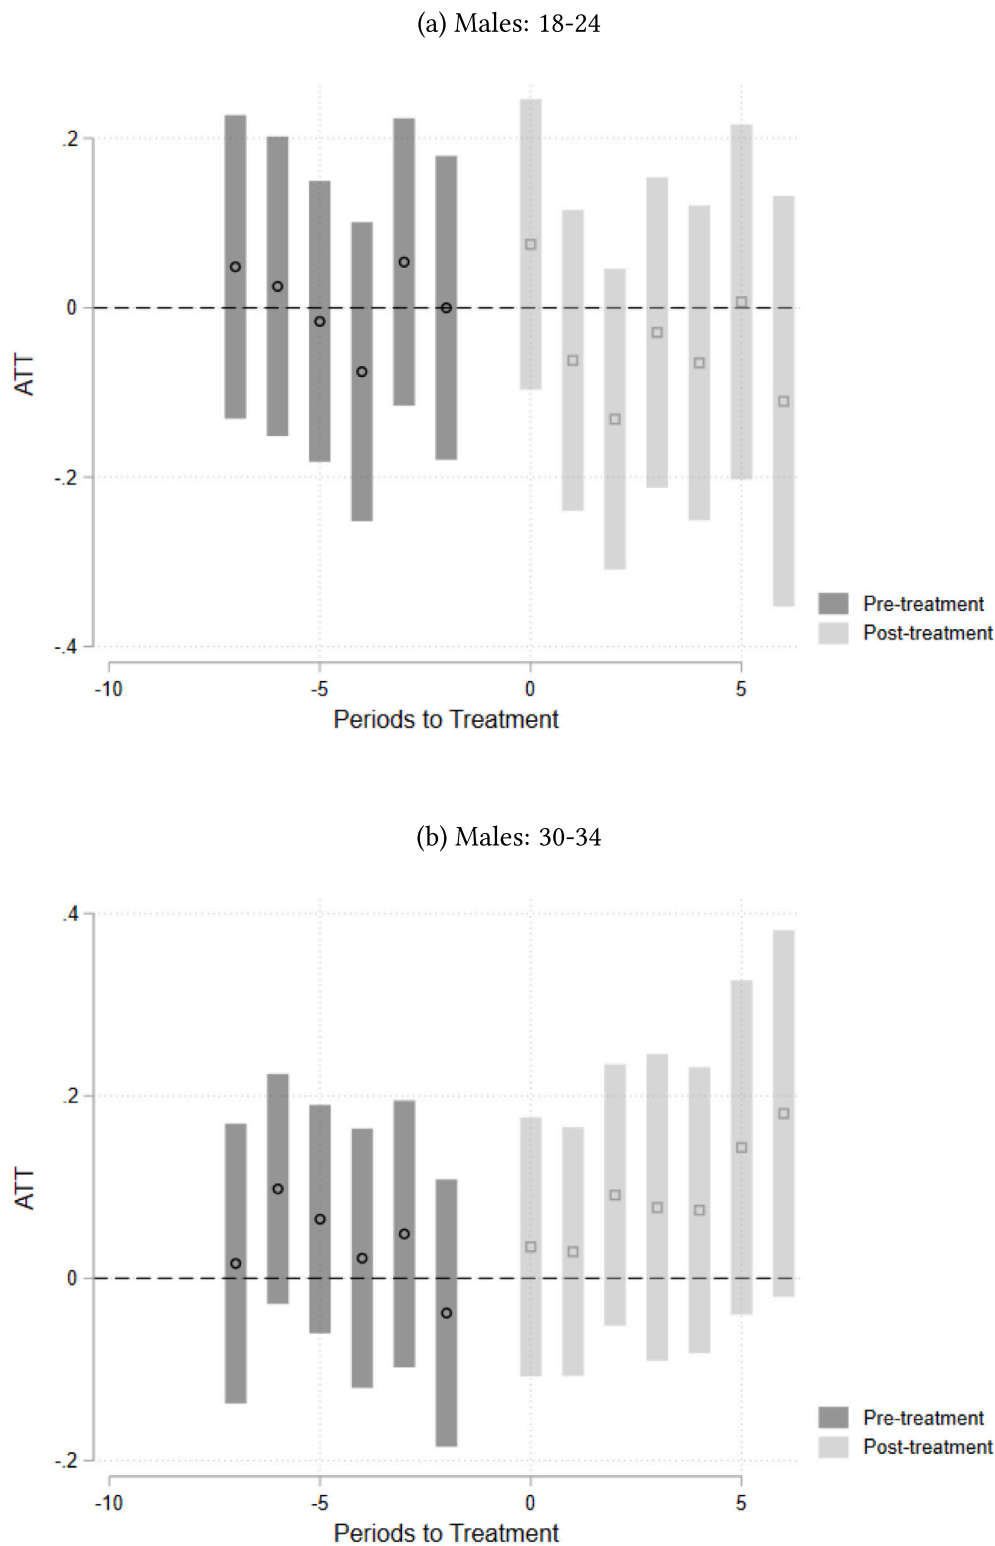 (a) Males: 18-24
.2
0
-.2
-.4
ATT
-10 -5 0 5
Periods to Treatment
Pre-treatment
Post-treatment
(b) Males: 30-34
.4
.2
0
-.2
ATT
-10 -5 0 5
Periods to Treatment
Pre-treatment
Post-treatment